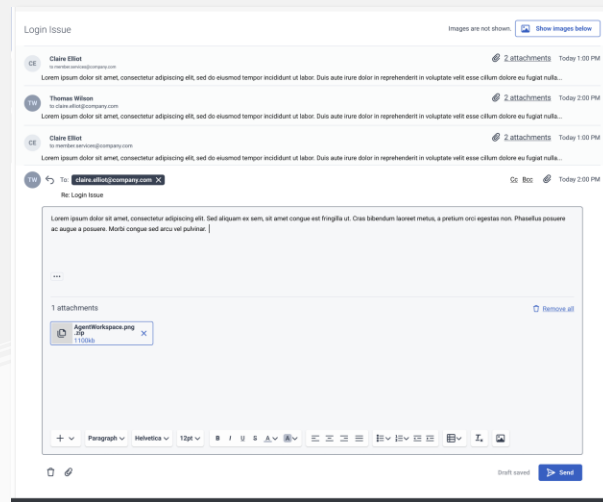 Login Issue
Images are not shown. Show images below
CE Claire Elliot 2 attachments Today 1:00 PM
to member.services@company.com
Lorem ipsum dolor sit amet, consectetur adipiscing elit, sed do eiusmod tempor incididunt ut labor. Duis aute irure dolor in reprehenderit in voluptate velit esse cillum dolore eu fugiat nulla...
TW Thomas Wilson 2 attachments Today 2:00 PM
to claire.elliot@company.com
Lorem ipsum dolor sit amet, consectetur adipiscing elit, sed do eiusmod tempor incididunt ut labor. Duis aute irure dolor in reprehenderit in voluptate velit esse cillum dolore eu fugiat nulla...
CE Claire Elliot 2 attachments Today 1:00 PM
to member.services@company.com
Lorem ipsum dolor sit amet, consectetur adipiscing elit, sed do eiusmod tempor incididunt ut labor. Duis aute irure dolor in reprehenderit in voluptate velit esse cillum dolore eu fugiat nulla...
TW To: claire.elliot@company.com X Cc Bcc Today 2:00 PM
Re: Login Issue
Lorem ipsum dolor sit amet, consectetur adipiscing elit. Sed aliquam ex sem, sit amet congue est fringilla ut. Cras bibendum laoreet metus, a pretium orci egestas non. Phasellus posuere
ac augue a posuere. Morbi congue sed arcu vel pulvinar.
...
1 attachments Remove all
AgentWorkspace.png
.zip
1100kb
Paragraph Helvetica 12pt B I U S A A
Draft saved Send